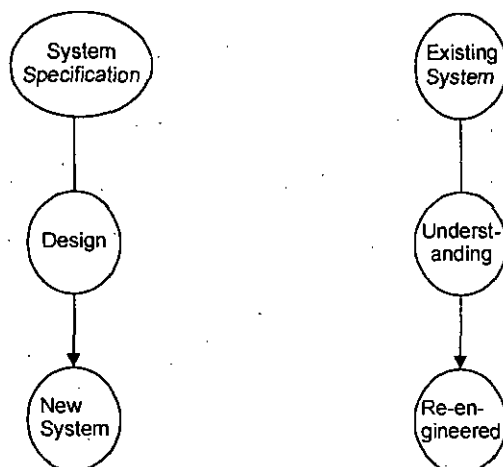 System
Specification
Design
New
System
Existing
System
Underst-
anding
Re-en-
gineered